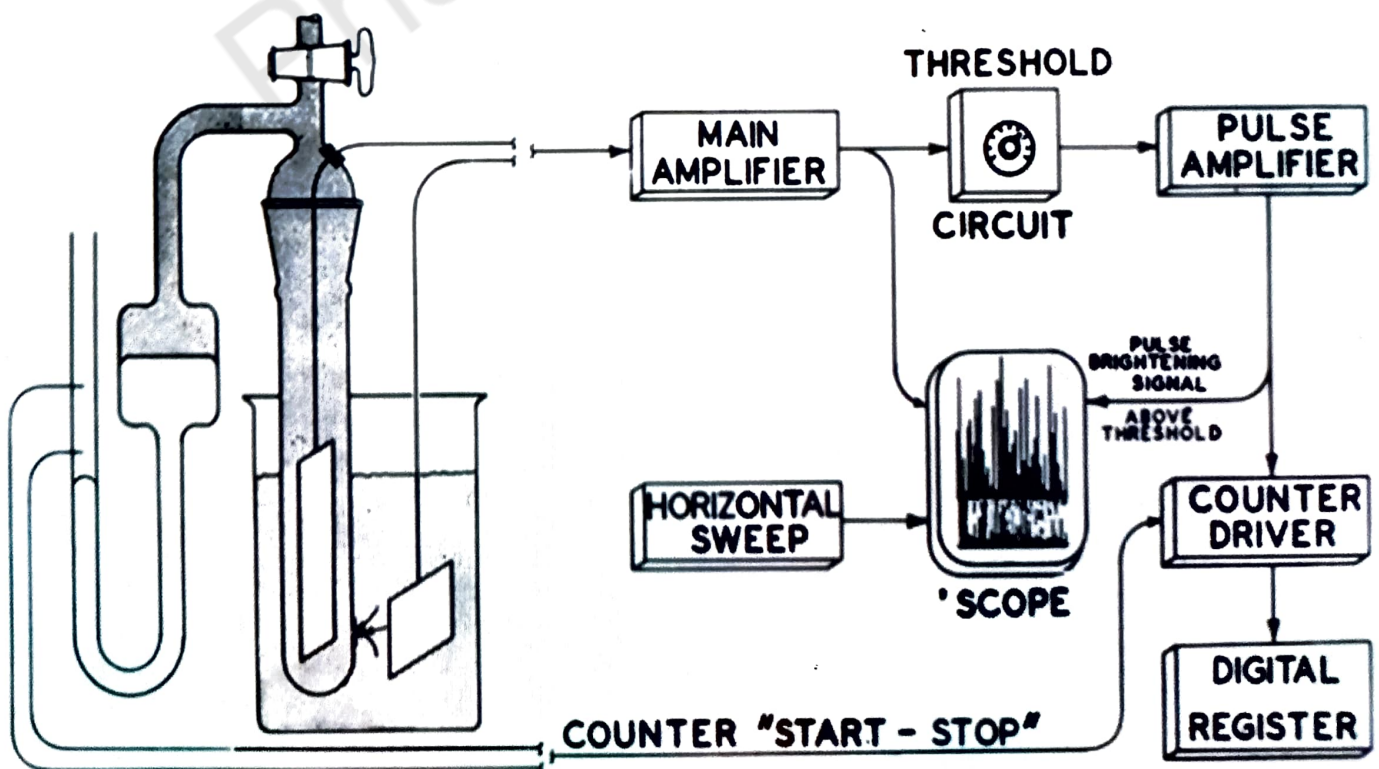 THRESHOLD
CIRCUIT
MAIN
AMPLIFIER
PULSE
AMPLIFIER
PULSE
BRIGHTENING
SIGNAL
ABOVE
THRESHOLD
HORIZONTAL
SWEEP
'SCOPE
COUNTER
DRIVER
DIGITAL
REGISTER
COUNTER "START - STOP"